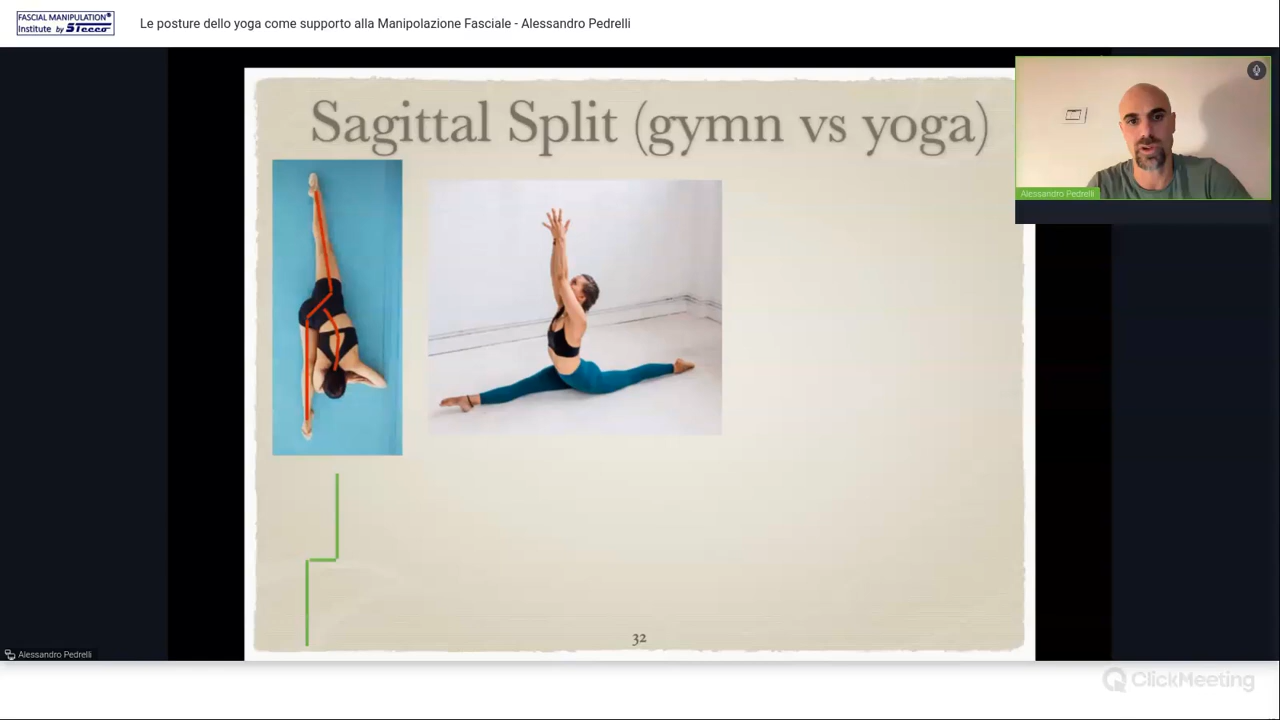 FASCIAL MANIPULATION®
Institute by Stecco
Le posture dello yoga come supporto alla Manipolazione Fasciale - Alessandro Pedrelli
Sagittal Split (gymn vs yoga)
Alessandro Pedrelli
32
Alessandro Pedrelli
ClickMeeting